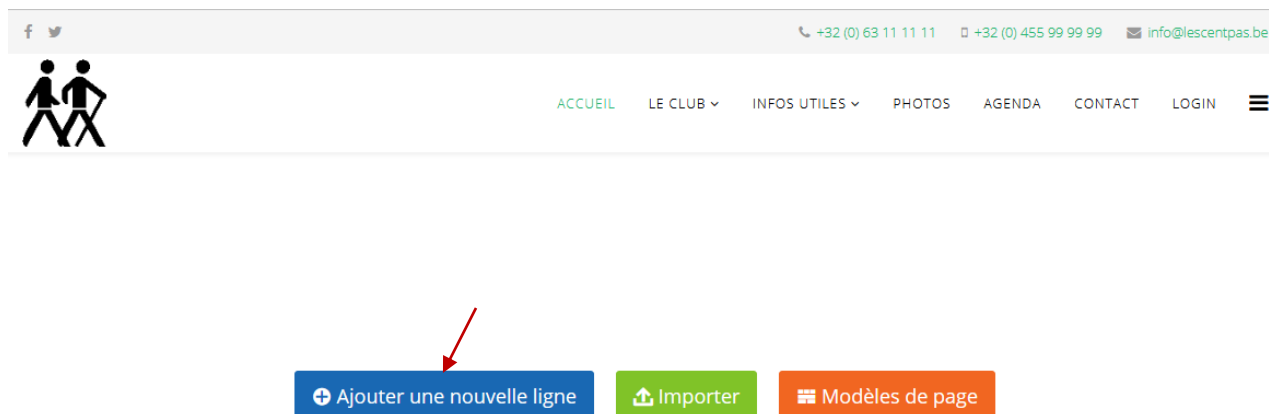 +32 (0) 63 11 11 11 +32 (0) 455 99 99 99 info@lescentpas.be
ACCUEIL LE CLUB INFOS UTILES PHOTOS AGENDA CONTACT LOGIN
Ajouter une nouvelle ligne Importer Modèles de page